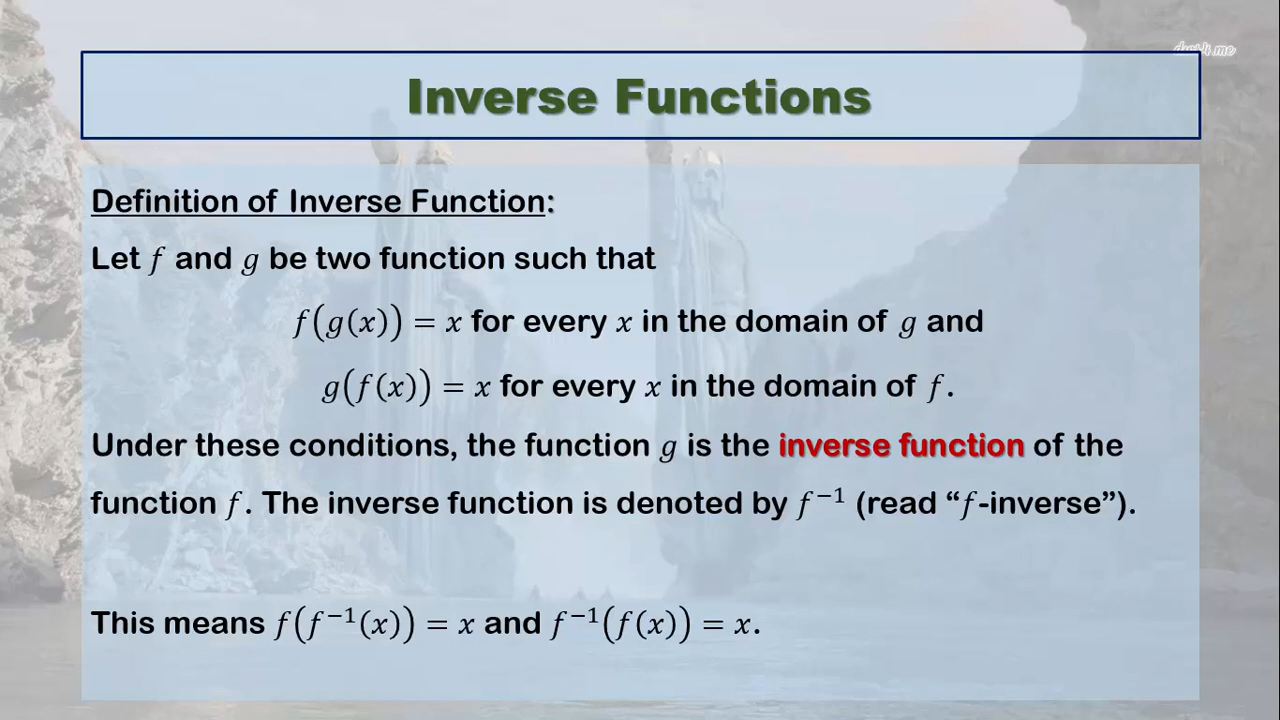 Inverse Functions
Definition of Inverse Function:
Let f and g be two function such that
f(g(x)) = x for every x in the domain of g and
g(f(x)) = x for every x in the domain of f.
Under these conditions, the function g is the inverse function of the
function f. The inverse function is denoted by f⁻¹ (read “f-inverse”).
This means f(f⁻¹(x)) = x and f⁻¹(f(x)) = x.